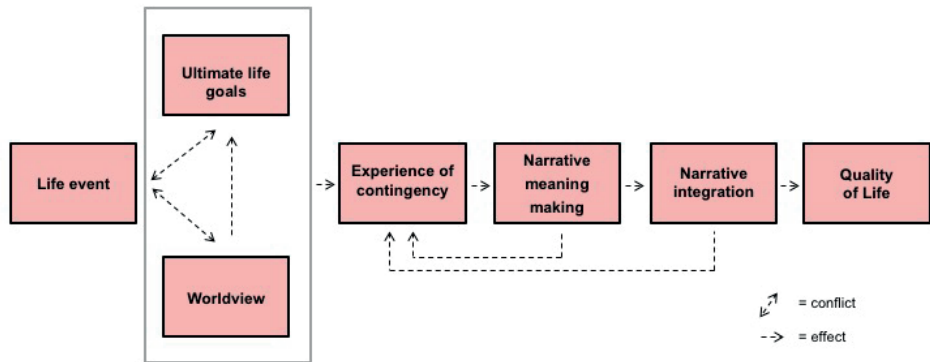 Ultimate life
goals
Life event
Worldview
Experience of
contingency
Narrative
meaning
making
Narrative
integration
Quality
of Life
= conflict
= effect